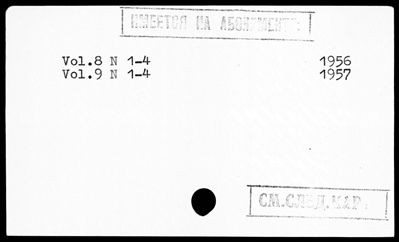 ИМЕЕТСЯ НА АБОНЕМЕНТЕ.
Vol.8 N 1-4 1956
Vol.9 N 1-4 1957
СМ.СЛЕД.КАР.